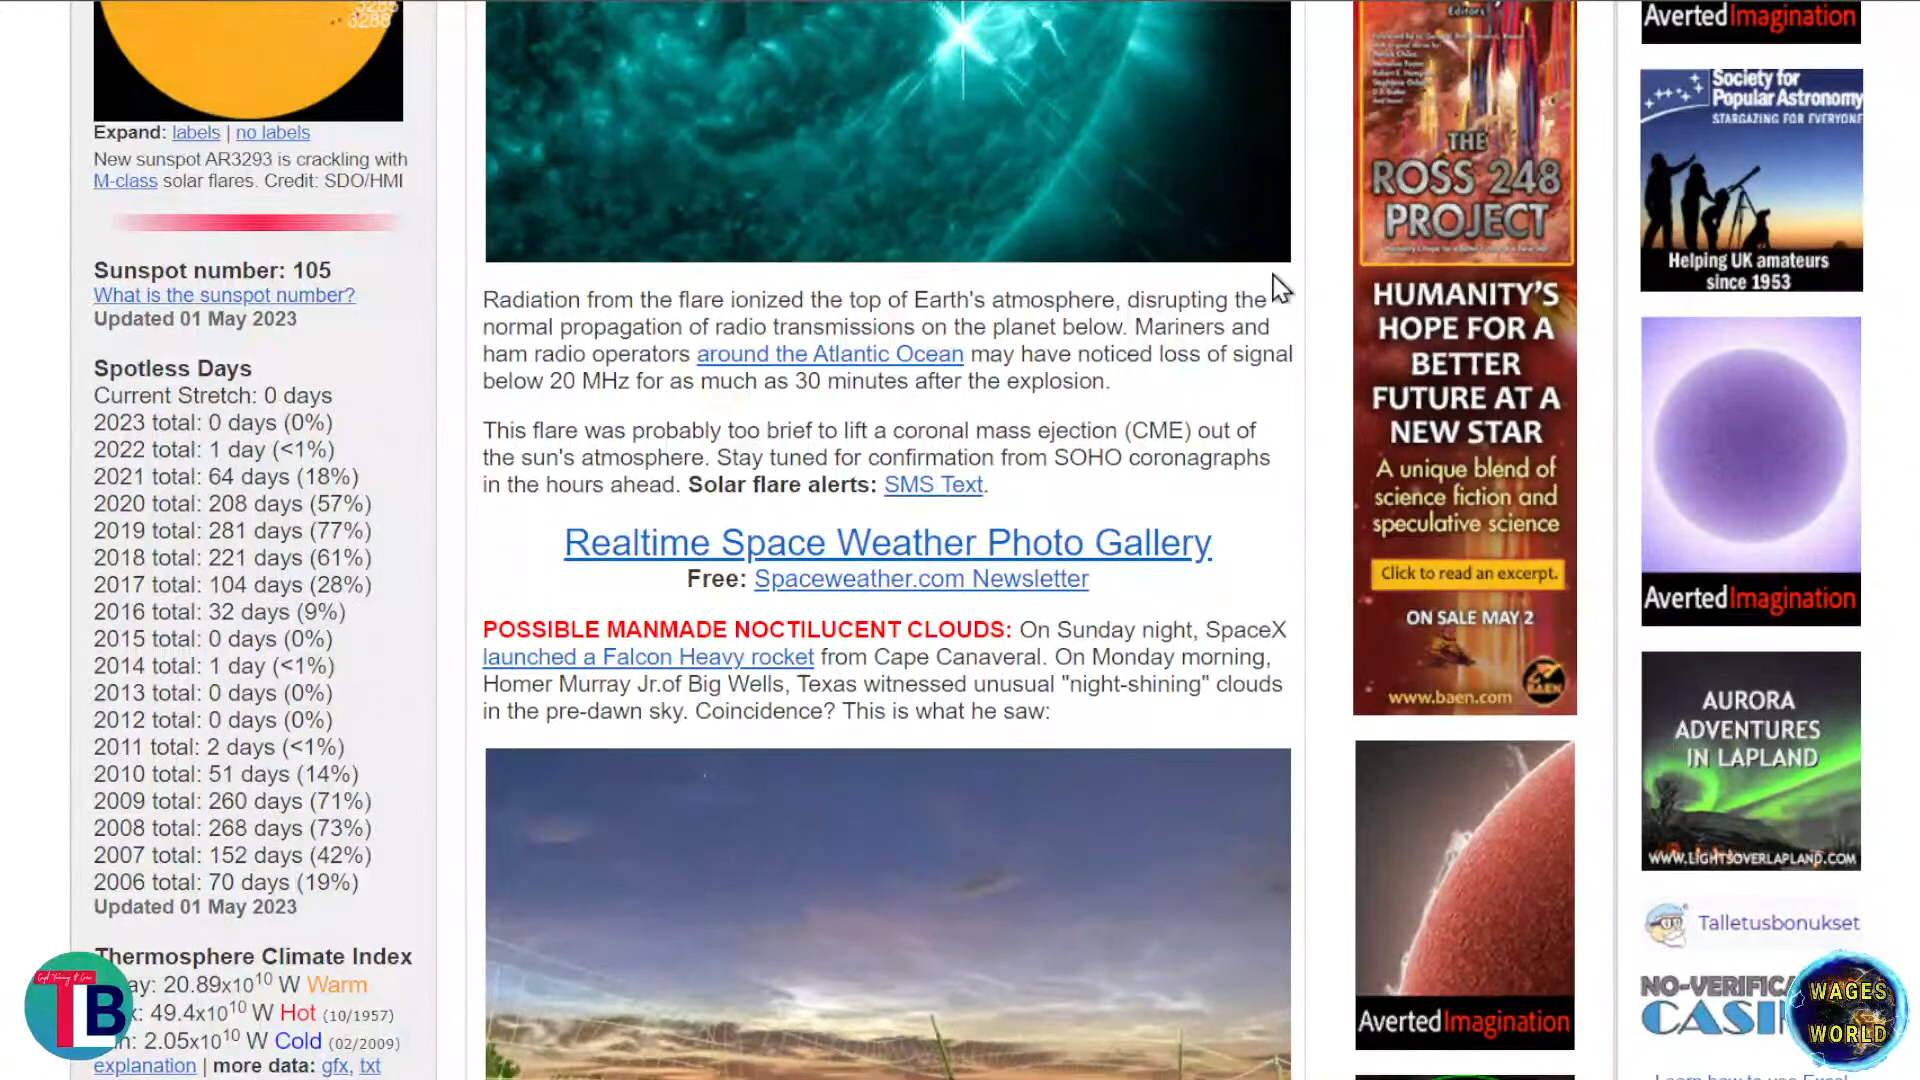 3288
Expand: labels | no labels
New sunspot AR3293 is crackling with
M-class solar flares. Credit: SDO/HMI
Sunspot number: 105
What is the sunspot number?
Updated 01 May 2023
Spotless Days
Current Stretch: 0 days
2023 total: 0 days (0%)
2022 total: 1 day (<1%)
2021 total: 64 days (18%)
2020 total: 208 days (57%)
2019 total: 281 days (77%)
2018 total: 221 days (61%)
2017 total: 104 days (28%)
2016 total: 32 days (9%)
2015 total: 0 days (0%)
2014 total: 1 day (<1%)
2013 total: 0 days (0%)
2012 total: 0 days (0%)
2011 total: 2 days (<1%)
2010 total: 51 days (14%)
2009 total: 260 days (71%)
2008 total: 268 days (73%)
2007 total: 152 days (42%)
2006 total: 70 days (19%)
Updated 01 May 2023
Thermosphere Climate Index
ay: 20.89x10¹⁰ W Warm
x: 49.4x10¹⁰ W Hot (10/1957)
n: 2.05x10¹⁰ W Cold (02/2009)
explanation | more data: gfx, txt
TB
Radiation from the flare ionized the top of Earth's atmosphere, disrupting the
normal propagation of radio transmissions on the planet below. Mariners and
ham radio operators around the Atlantic Ocean may have noticed loss of signal
below 20 MHz for as much as 30 minutes after the explosion.
This flare was probably too brief to lift a coronal mass ejection (CME) out of
the sun's atmosphere. Stay tuned for confirmation from SOHO coronagraphs
in the hours ahead. Solar flare alerts: SMS Text.
Realtime Space Weather Photo Gallery
Free: Spaceweather.com Newsletter
POSSIBLE MANMADE NOCTILUCENT CLOUDS: On Sunday night, SpaceX
launched a Falcon Heavy rocket from Cape Canaveral. On Monday morning,
Homer Murray Jr.of Big Wells, Texas witnessed unusual "night-shining" clouds
in the pre-dawn sky. Coincidence? This is what he saw:
Editors
THE
ROSS 248
PROJECT
HUMANITY'S
HOPE FOR A
BETTER
FUTURE AT A
NEW STAR
A unique blend of
science fiction and
speculative science
Click to read an excerpt.
ON SALE MAY 2
www.baen.com
BAEN
AvertedImagination
AvertedImagination
Society for
Popular Astronomy
STARGAZING FOR EVERYONE
Helping UK amateurs
since 1953
AvertedImagination
AURORA
ADVENTURES
IN LAPLAND
WWW.LIGHTSOVERLAPLAND.COM
Talletusbonukset
NO-VERIFICA
CASI
WAGES
WORLD